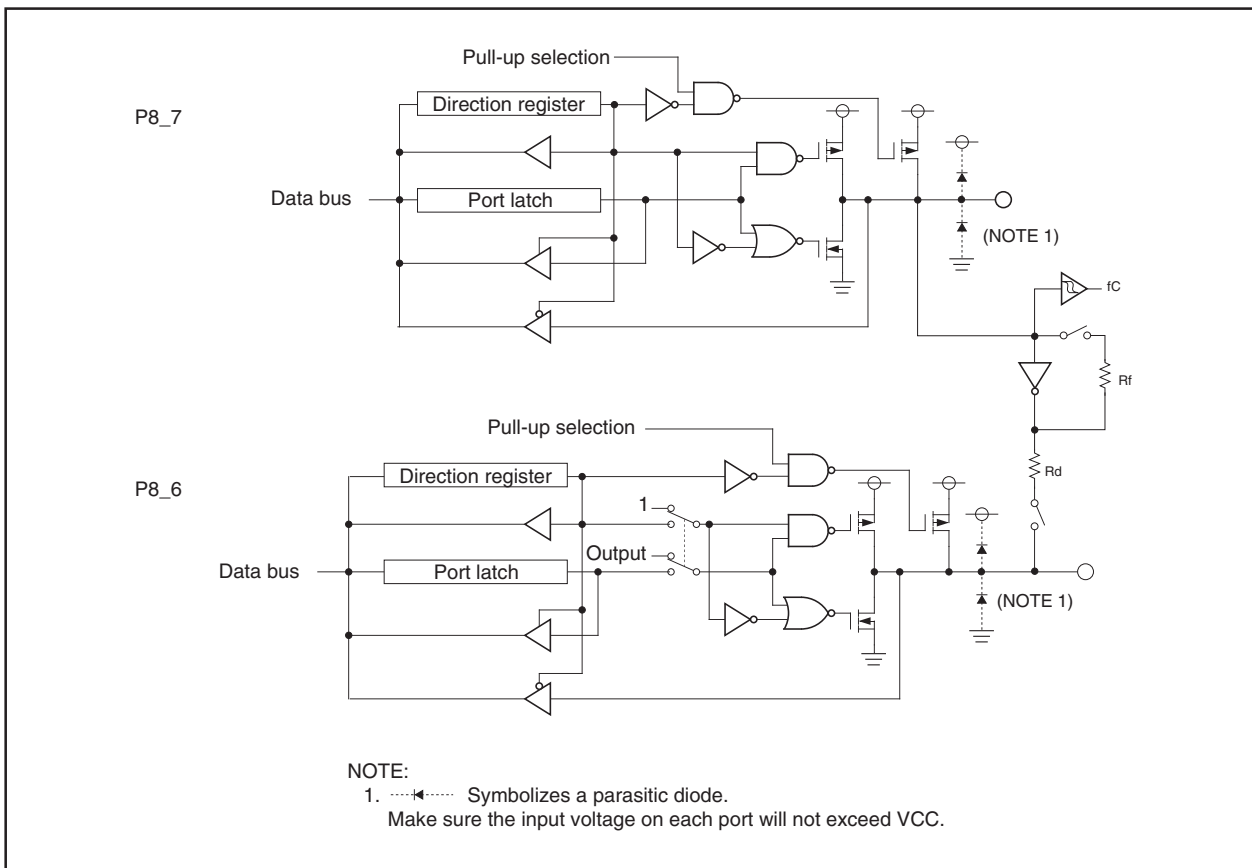 Pull-up selection
P8_7
Direction register
Data bus
Port latch
(NOTE 1)
fC
Rf
Rd
Pull-up selection
P8_6
Direction register
1
Output
Data bus
Port latch
(NOTE 1)
NOTE:
1. Symbolizes a parasitic diode.
Make sure the input voltage on each port will not exceed VCC.